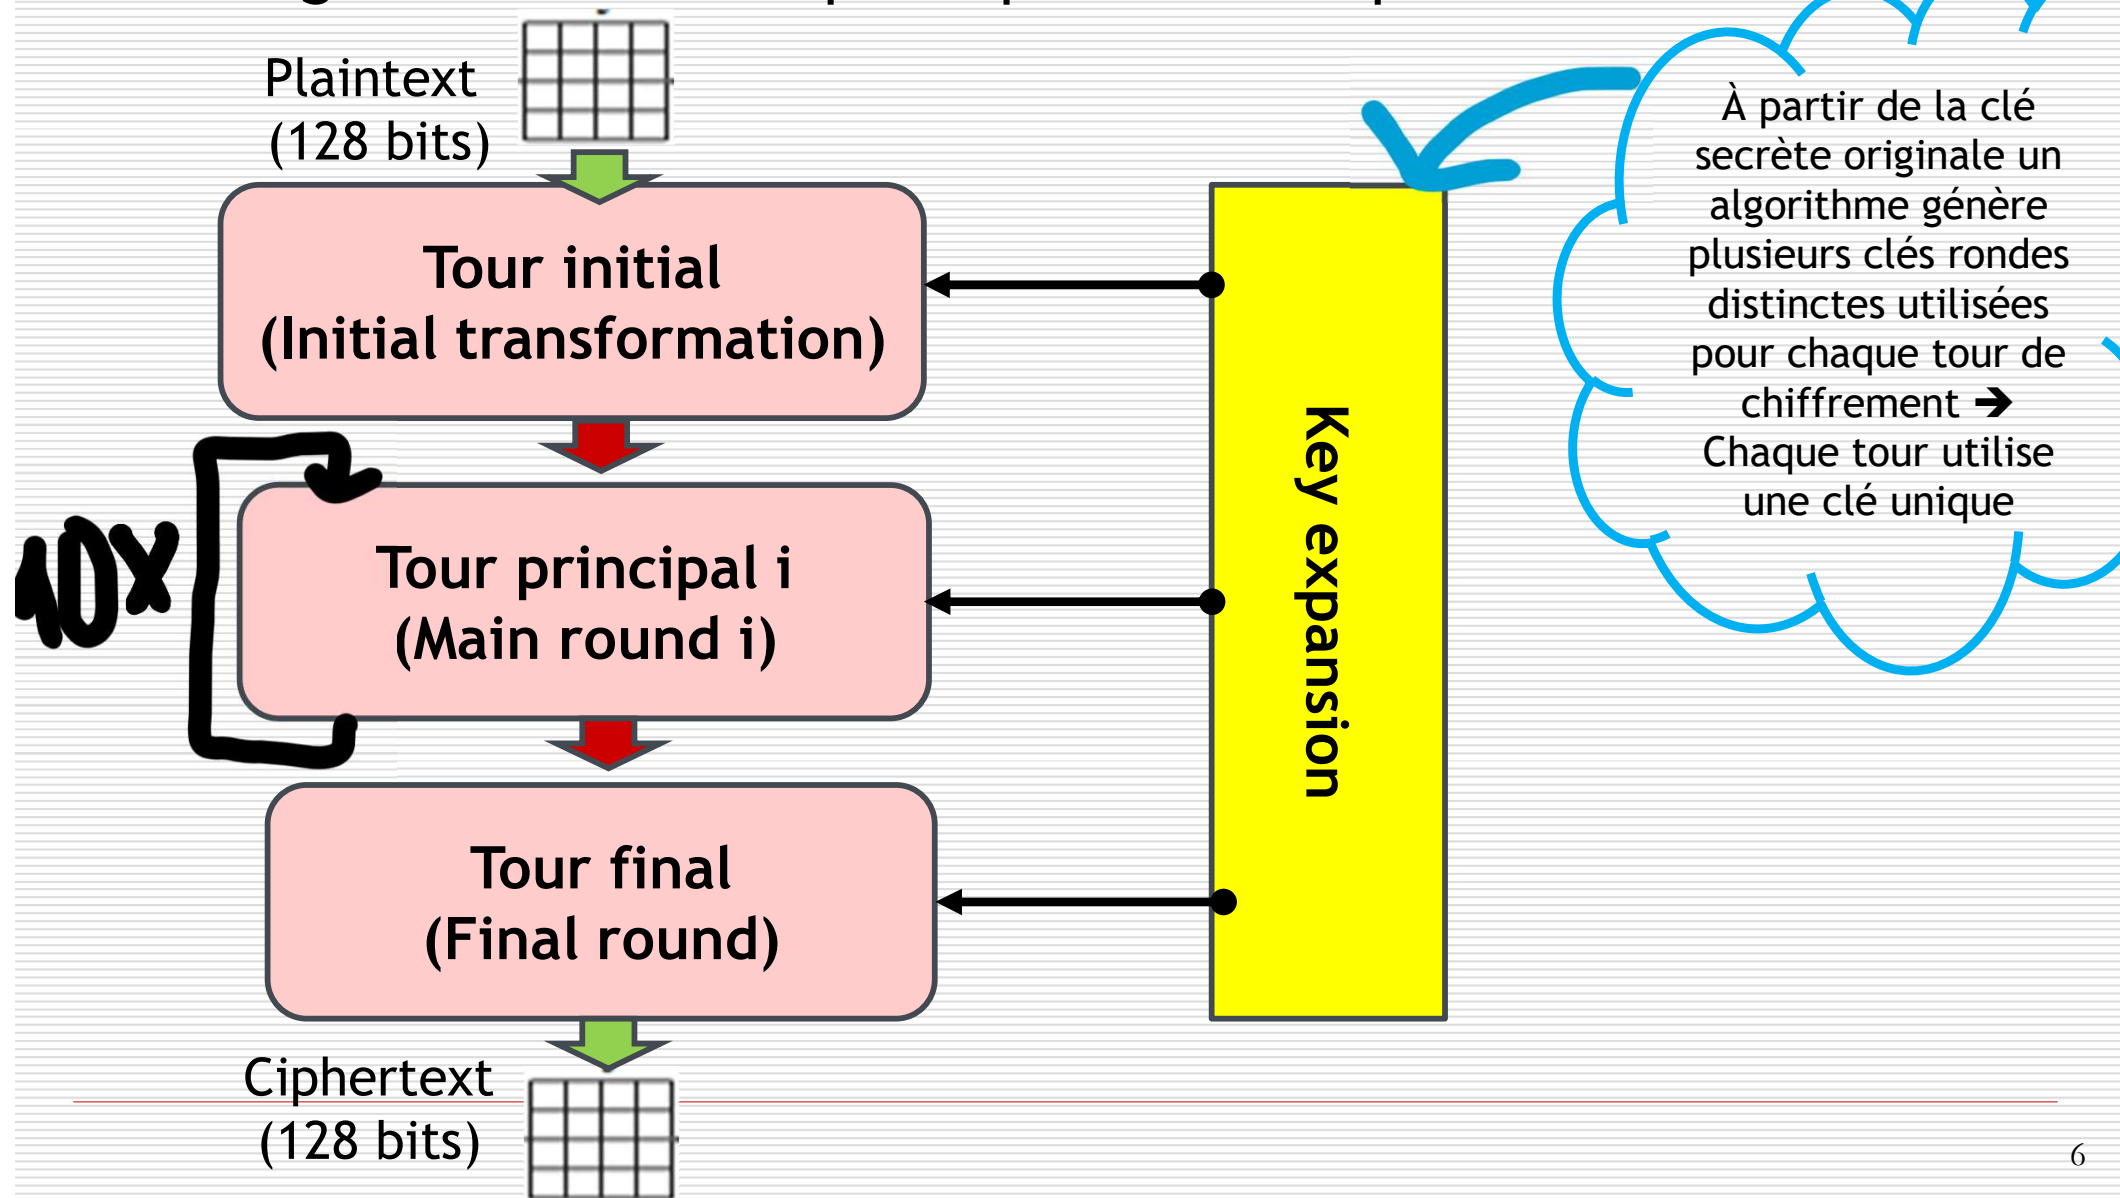 Plaintext
(128 bits)
Tour initial
(Initial transformation)
10x
Tour principal i
(Main round i)
Tour final
(Final round)
Ciphertext
(128 bits)
Key expansion
À partir de la clé
secrète originale un
algorithme génère
plusieurs clés rondes
distinctes utilisées
pour chaque tour de
chiffrement ➔
Chaque tour utilise
une clé unique
6